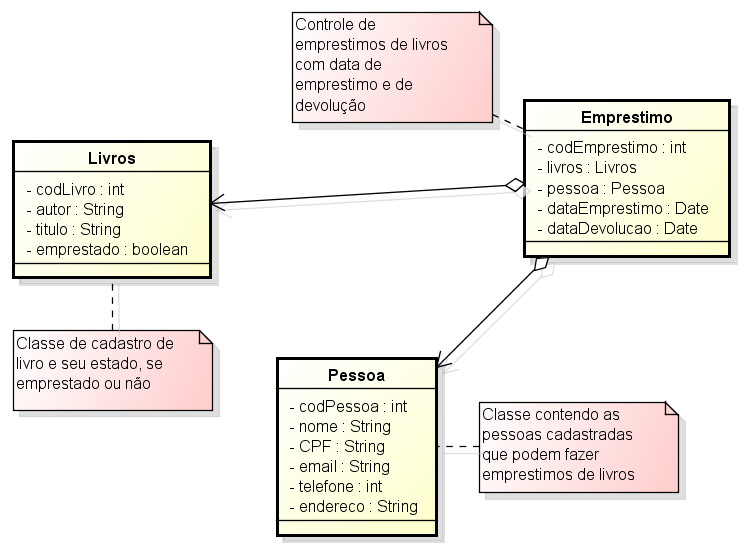 Controle de
emprestimos de livros
com data de
emprestimo e de
devolução
Emprestimo
- codEmprestimo : int
- livros : Livros
- pessoa : Pessoa
- dataEmprestimo : Date
- dataDevolucao : Date
Livros
- codLivro : int
- autor : String
- titulo : String
- emprestado : boolean
Classe de cadastro de
livro e seu estado, se
emprestado ou não
Pessoa
- codPessoa : int
- nome : String
- CPF : String
- email : String
- telefone : int
- endereco : String
Classe contendo as
pessoas cadastradas
que podem fazer
emprestimos de livros